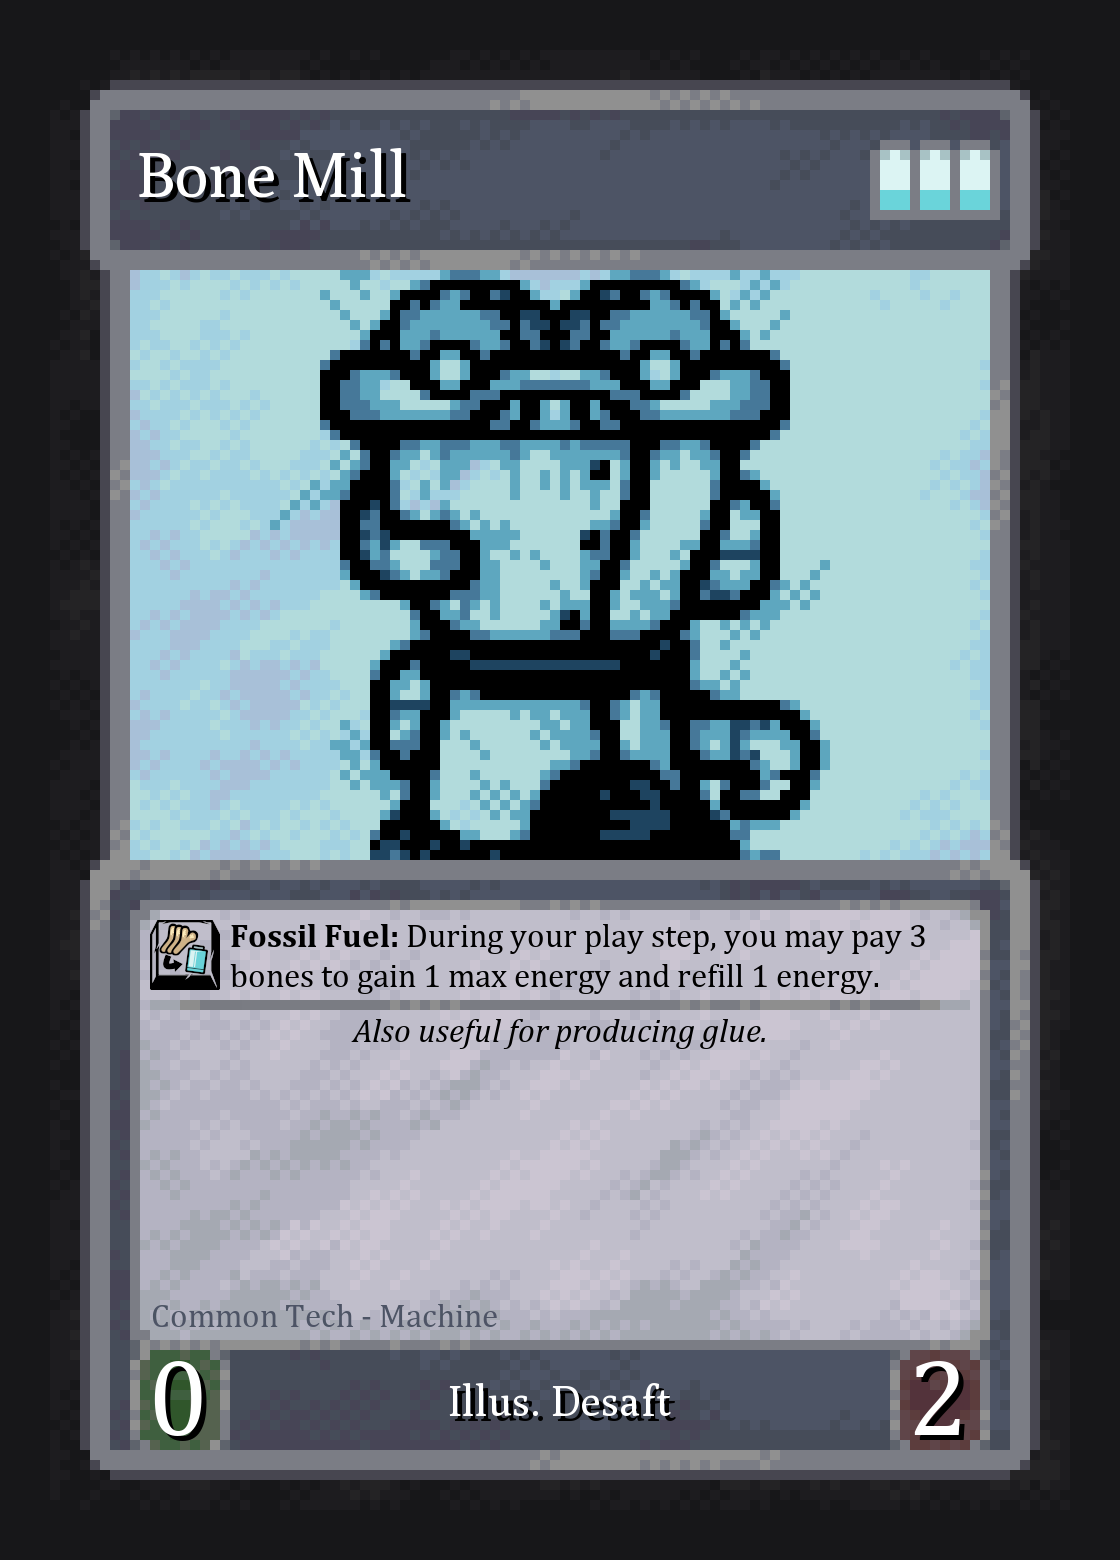 Bone Mill
Fossil Fuel: During your play step, you may pay 3
bones to gain 1 max energy and refill 1 energy.
Also useful for producing glue.
Common Tech - Machine
0
Illus. Desaft
2